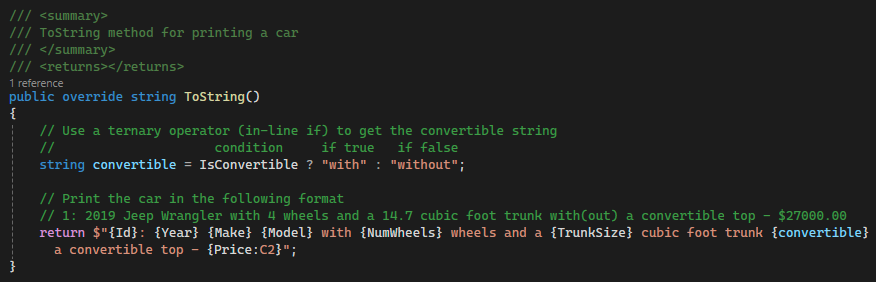 /// <summary>
/// ToString method for printing a car
/// </summary>
/// <returns></returns>
1 reference
public override string ToString()
{
// Use a ternary operator (in-line if) to get the convertible string
//                     condition     if true   if false
string convertible = IsConvertible ? "with" : "without";
// Print the car in the following format
// 1: 2019 Jeep Wrangler with 4 wheels and a 14.7 cubic foot trunk with(out) a convertible top - $27000.00
return $"{Id}: {Year} {Make} {Model} with {NumWheels} wheels and a {TrunkSize} cubic foot trunk {convertible}
a convertible top - {Price:C2}";
}